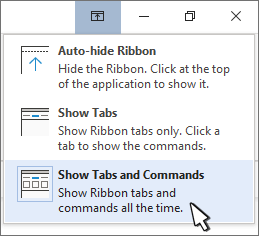 Auto-hide Ribbon
Hide the Ribbon. Click at the top
of the application to show it.
Show Tabs
Show Ribbon tabs only. Click a
tab to show the commands.
Show Tabs and Commands
Show Ribbon tabs and
commands all the time.